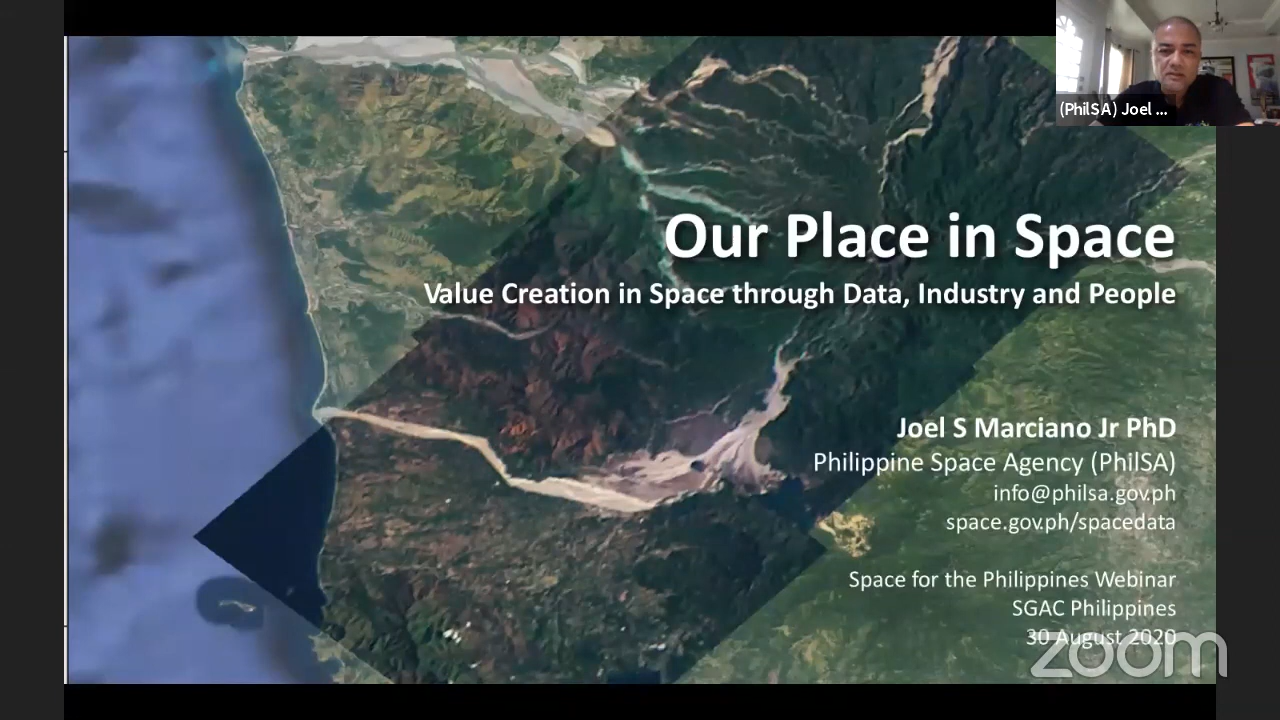 (PhilSA) Joel ...
Our Place in Space
Value Creation in Space through Data, Industry and People
Joel S Marciano Jr PhD
Philippine Space Agency (PhilSA)
info@philsa.gov.ph
space.gov.ph/spacedata
Space for the Philippines Webinar
SGAC Philippines
30 August 2020
zoom